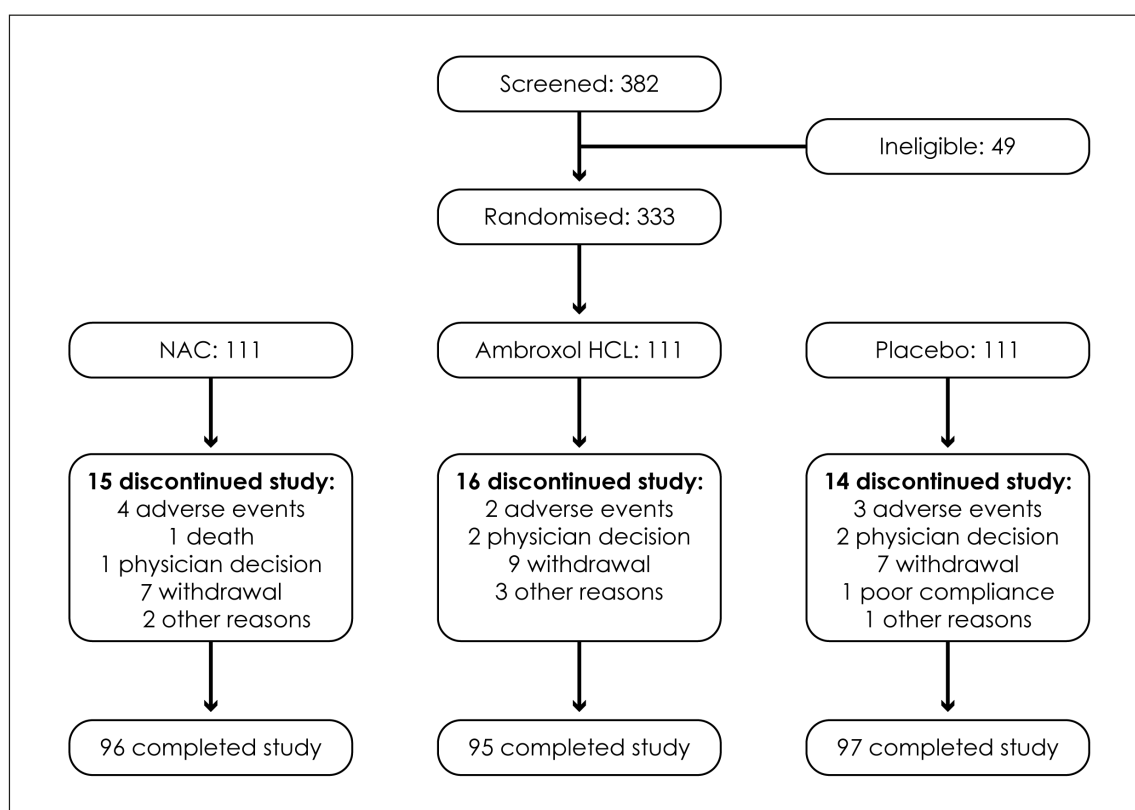 Screened: 382
Ineligible: 49
Randomised: 333
NAC: 111
Ambroxol HCL: 111
Placebo: 111
15 discontinued study:
4 adverse events
1 death
1 physician decision
7 withdrawal
2 other reasons
16 discontinued study:
2 adverse events
2 physician decision
9 withdrawal
3 other reasons
14 discontinued study:
3 adverse events
2 physician decision
7 withdrawal
1 poor compliance
1 other reasons
96 completed study
95 completed study
97 completed study